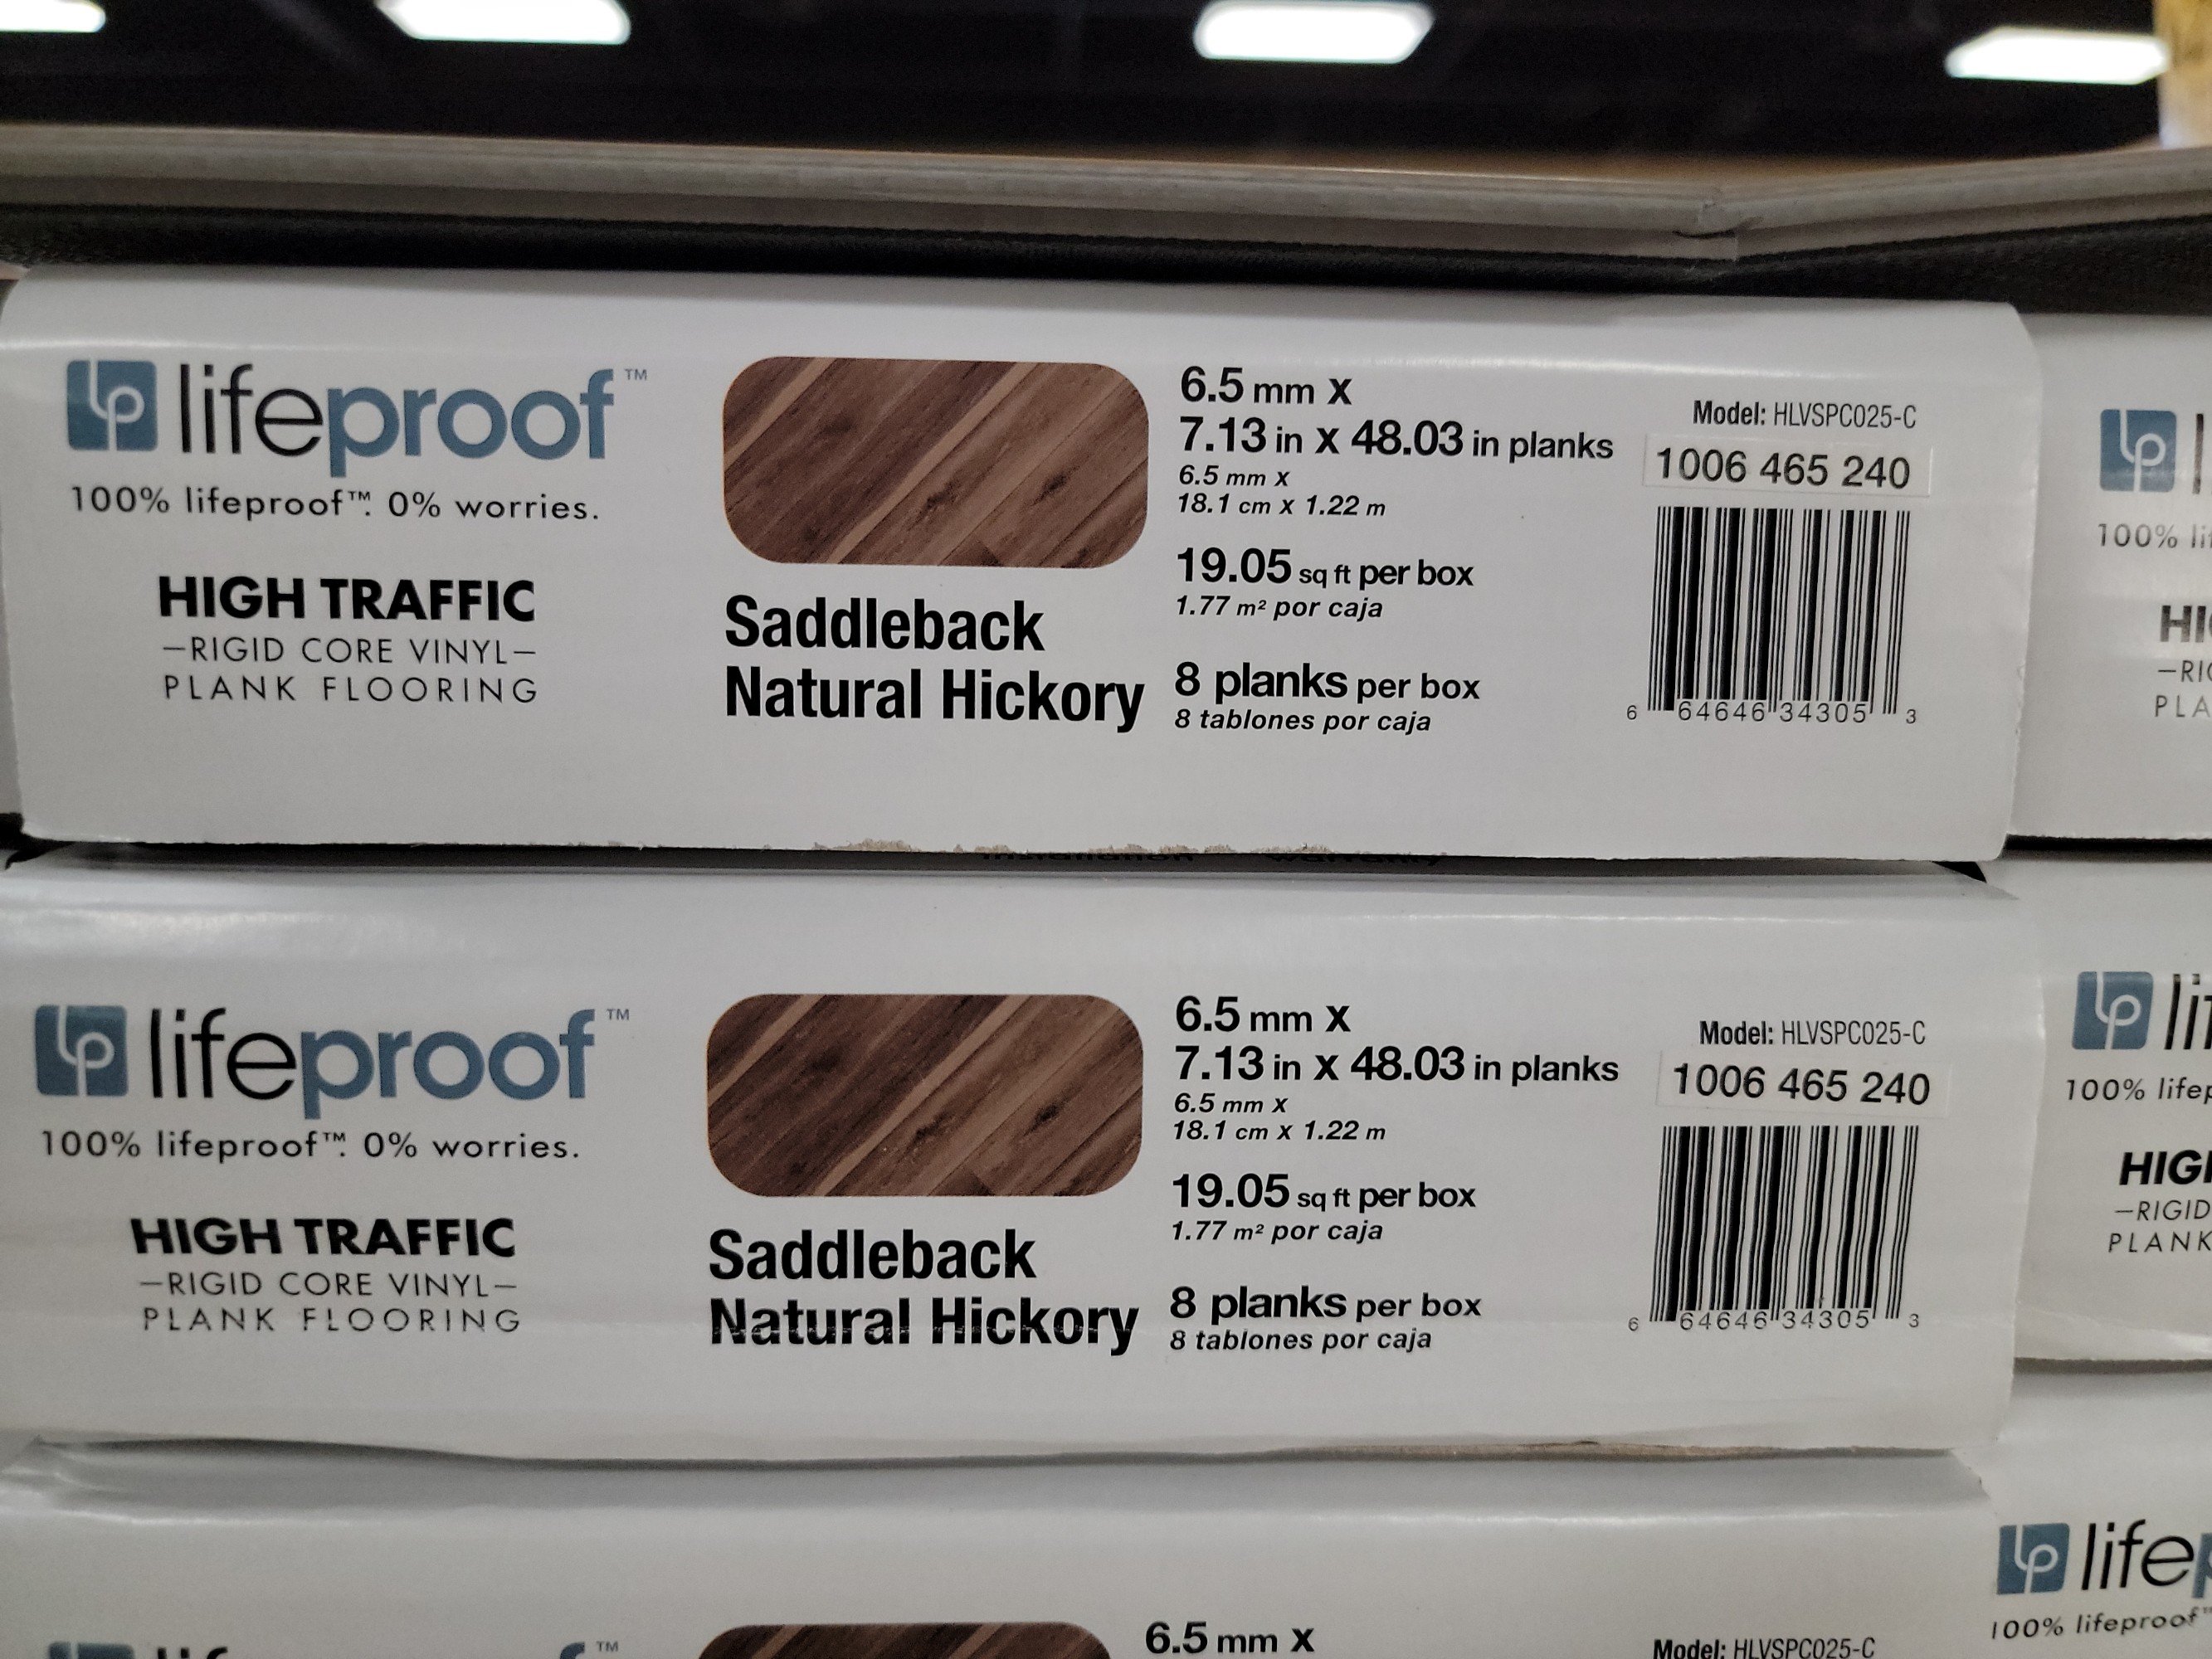 lifeproof™
100% lifeproof™. 0% worries.
HIGH TRAFFIC
–RIGID CORE VINYL–
PLANK FLOORING
Saddleback
Natural Hickory
6.5 mm x
7.13 in x 48.03 in planks
6.5 mm x
18.1 cm x 1.22 m
19.05 sq ft per box
1.77 m² por caja
8 planks per box
8 tablones por caja
Model: HLVSPC025-C
1006 465 240
6 64646 34305 3
100%
lifeproof™
100% lifeproof™. 0% worries.
HIGH TRAFFIC
–RIGID CORE VINYL–
PLANK FLOORING
Saddleback
Natural Hickory
6.5 mm x
7.13 in x 48.03 in planks
6.5 mm x
18.1 cm x 1.22 m
19.05 sq ft per box
1.77 m² por caja
8 planks per box
8 tablones por caja
Model: HLVSPC025-C
1006 465 240
6 64646 34305 3
100%
PLANK
6.5 mm x
Model: HLVSPC025-C
100% lifeproof™